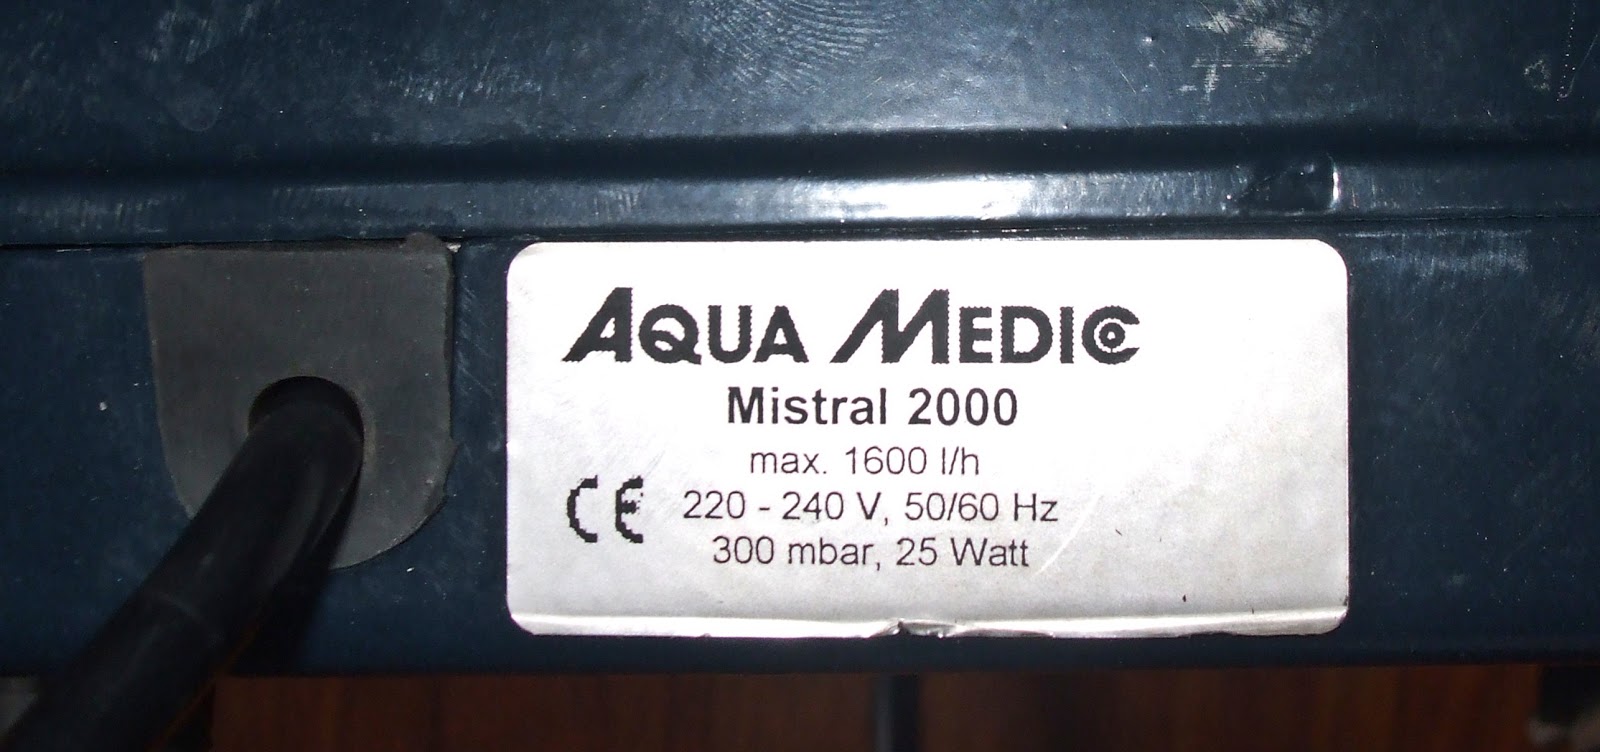 AQUA MEDIC
Mistral 2000
max. 1600 l/h
CE 220 - 240 V, 50/60 Hz
300 mbar, 25 Watt